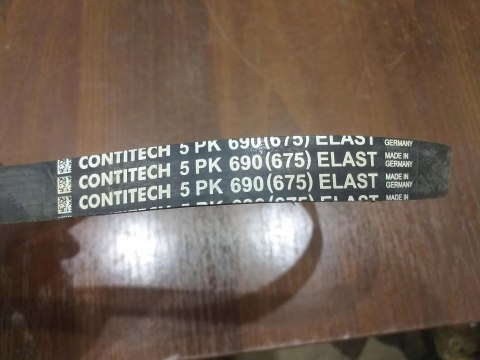 CONTITECH 5 PK 690(675) ELAST MADE IN GERMANY
CONTITECH 5 PK 690(675) ELAST MADE IN GERMANY
CONTITECH 5 PK 690(675) ELAST MADE IN